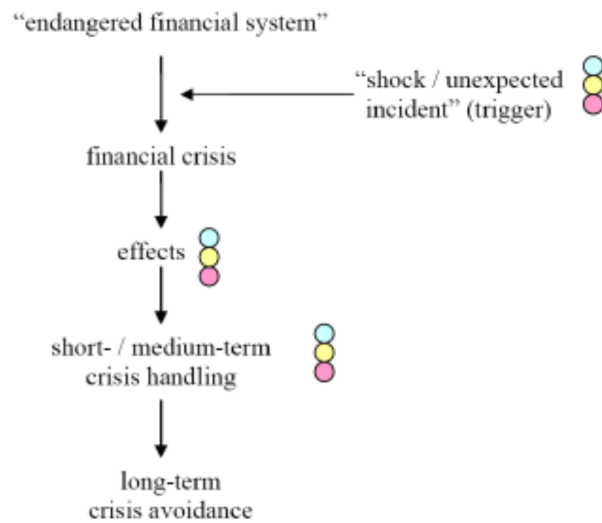 “endangered financial system”
“shock / unexpected
incident” (trigger)
financial crisis
effects
short- / medium-term
crisis handling
long-term
crisis avoidance